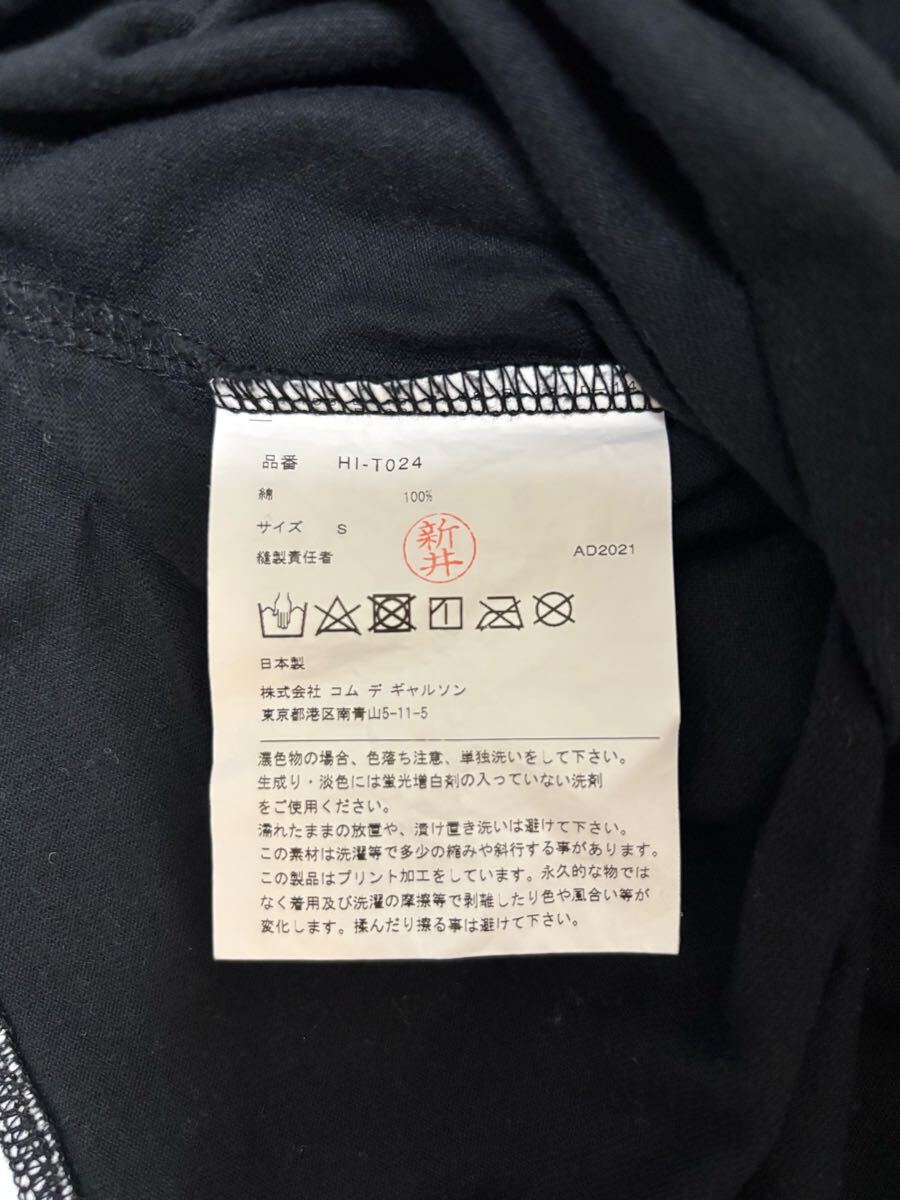 品番 HI-T024
綿 100%
サイズ S
縫製責任者 新井 AD2021
日本製
株式会社 コム デ ギャルソン
東京都港区南青山5-11-5
濃色物の場合、色落ち注意、単独洗いをして下さい。
生成り・淡色には蛍光増白剤の入っていない洗剤
をご使用ください。
濡れたままの放置や、漬け置き洗いは避けて下さい。
この素材は洗濯等で多少の縮みや斜行する事があります。
この製品はプリント加工をしています。永久的な物では
なく着用及び洗濯の摩擦等で剥離したり色や風合い等が
変化します。揉んだり擦る事は避けて下さい。